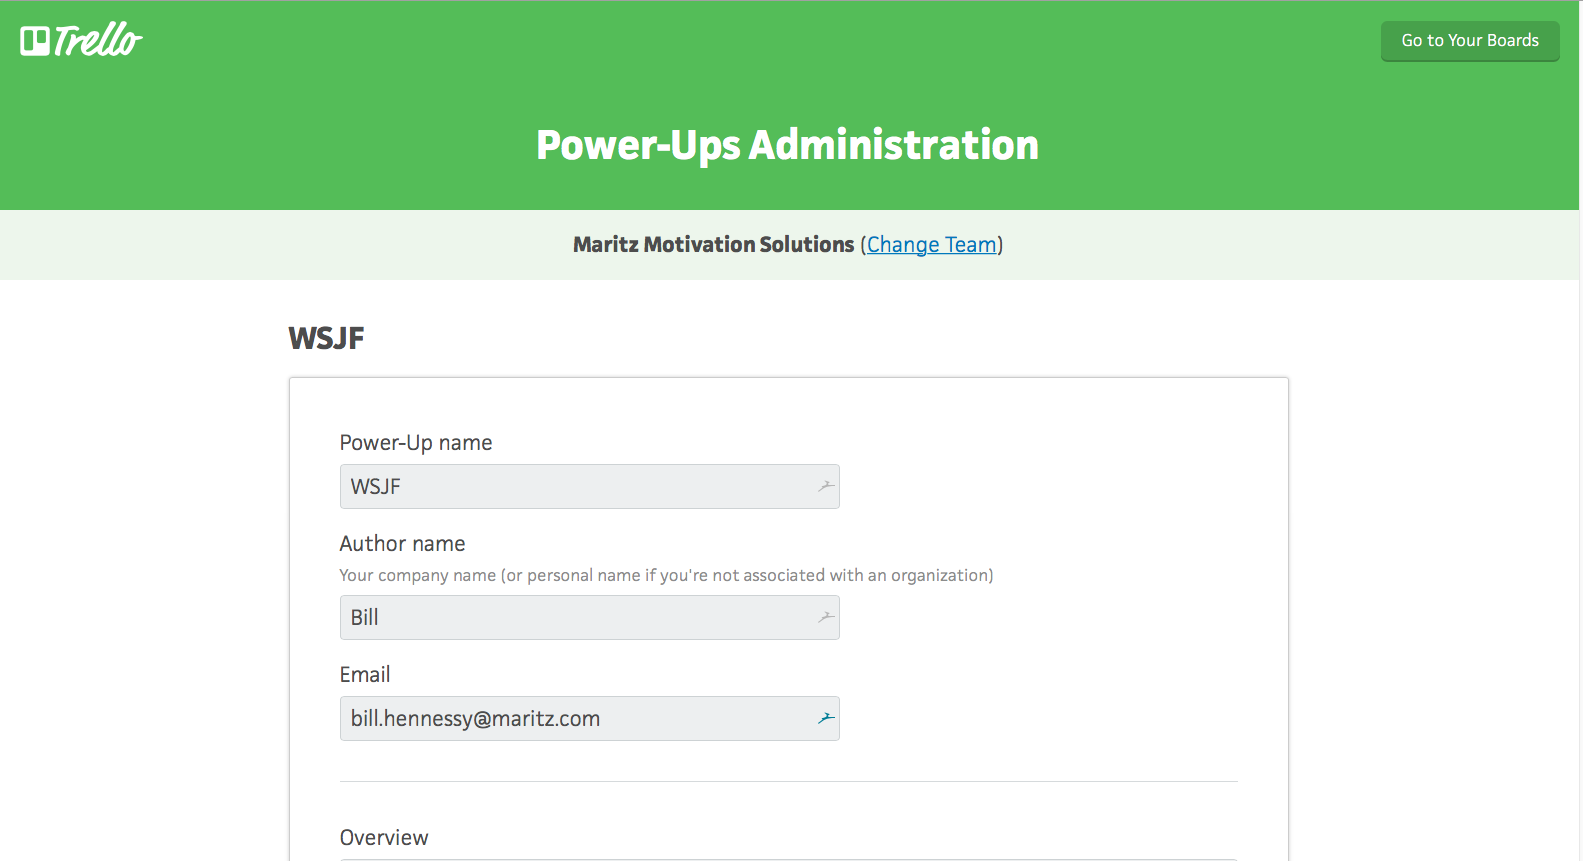 Trello
Go to Your Boards
Power-Ups Administration
Maritz Motivation Solutions (Change Team)
WSJF
Power-Up name
WSJF
Author name
Your company name (or personal name if you're not associated with an organization)
Bill
Email
bill.hennessy@maritz.com
Overview